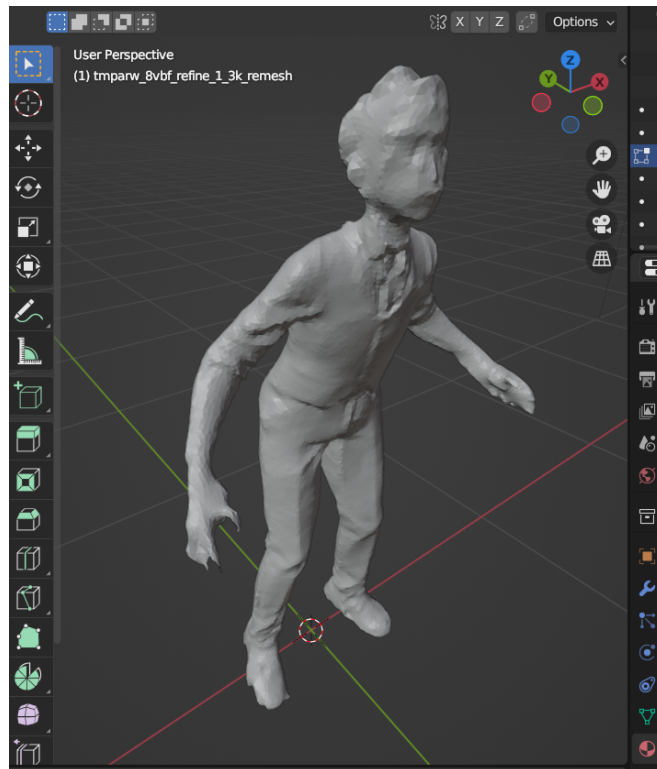 X Y Z Options
User Perspective
(1) tmparw_8vbf_refine_1_3k_remesh
Z
Y
X